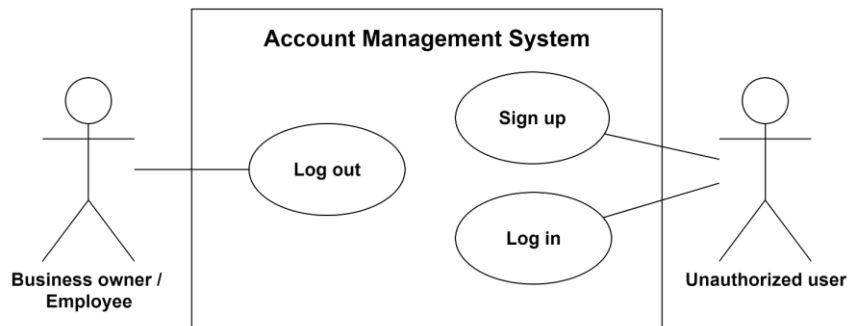 Account Management System
Sign up
Log out
Log in
Business owner /
Employee
Unauthorized user